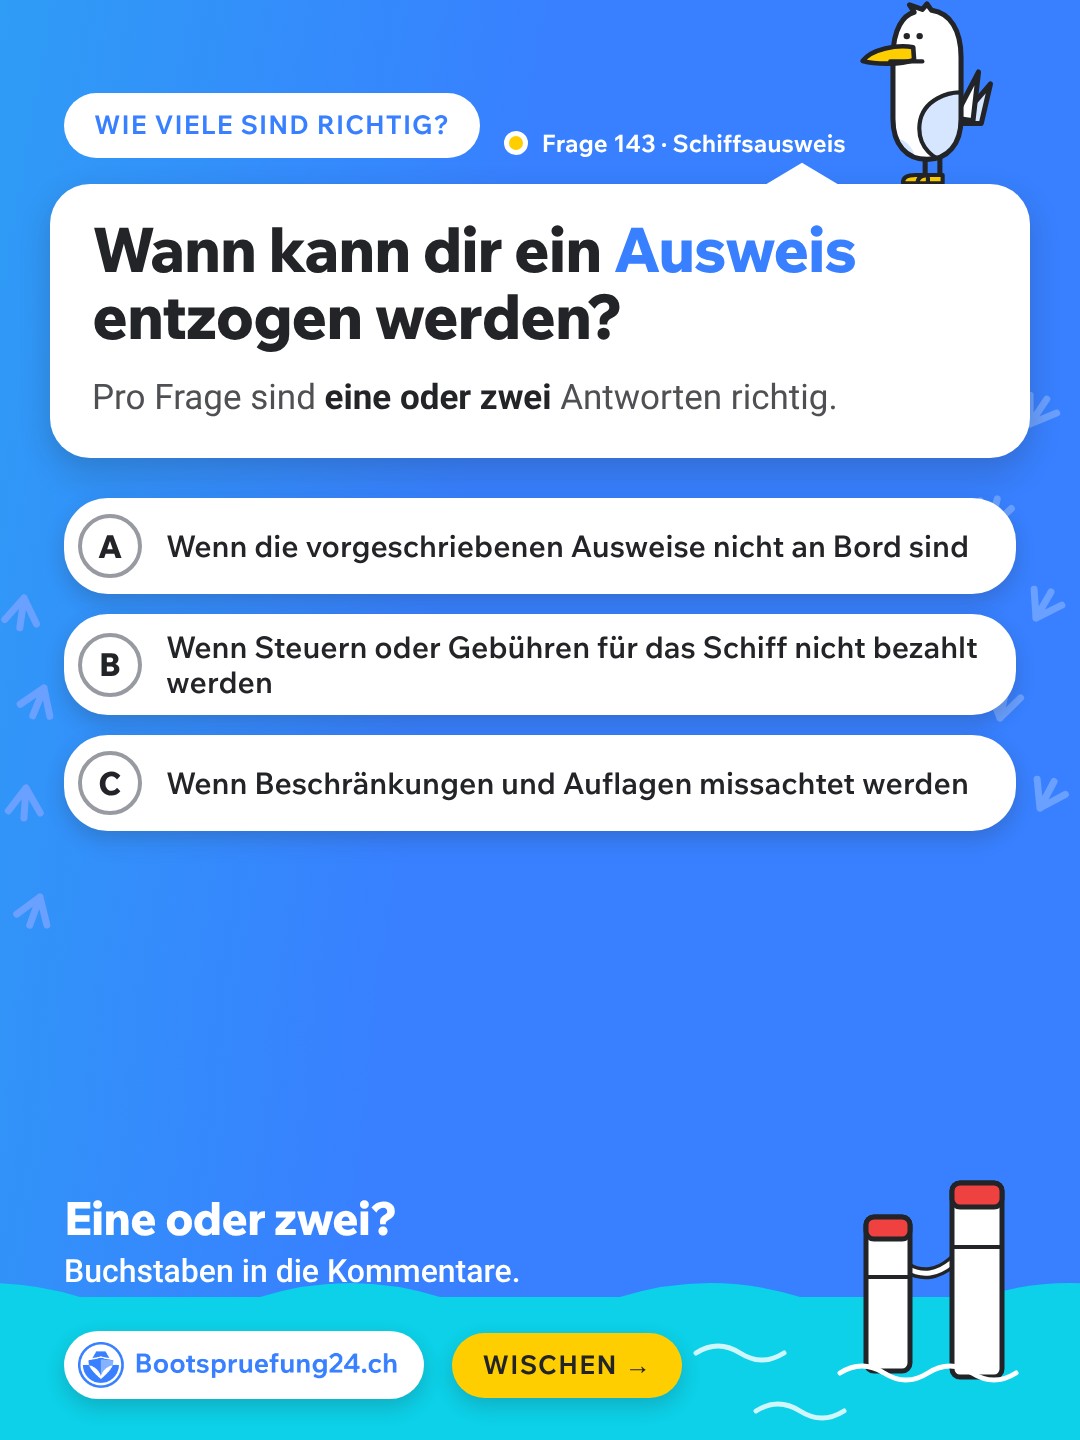 WIE VIELE SIND RICHTIG?
Frage 143 · Schiffsausweis
Wann kann dir ein Ausweis
entzogen werden?
Pro Frage sind eine oder zwei Antworten richtig.
A Wenn die vorgeschriebenen Ausweise nicht an Bord sind
B Wenn Steuern oder Gebühren für das Schiff nicht bezahlt
werden
C Wenn Beschränkungen und Auflagen missachtet werden
Eine oder zwei?
Buchstaben in die Kommentare.
Bootspruefung24.ch
WISCHEN →